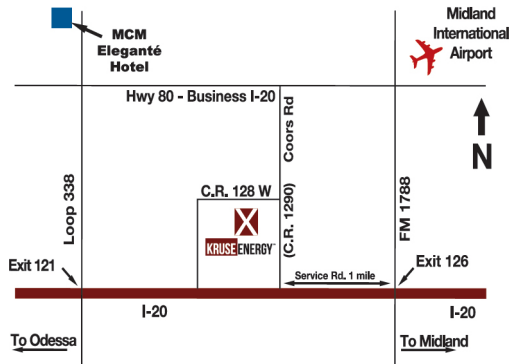 MCM
Eleganté
Hotel
Midland
International
Airport
Hwy 80 - Business I-20
Coors Rd
(C.R. 1290)
N
Loop 338
C.R. 128 W
KRUSE ENERGY
FM 1788
Exit 121
Service Rd. 1 mile
Exit 126
I-20
I-20
To Odessa
To Midland